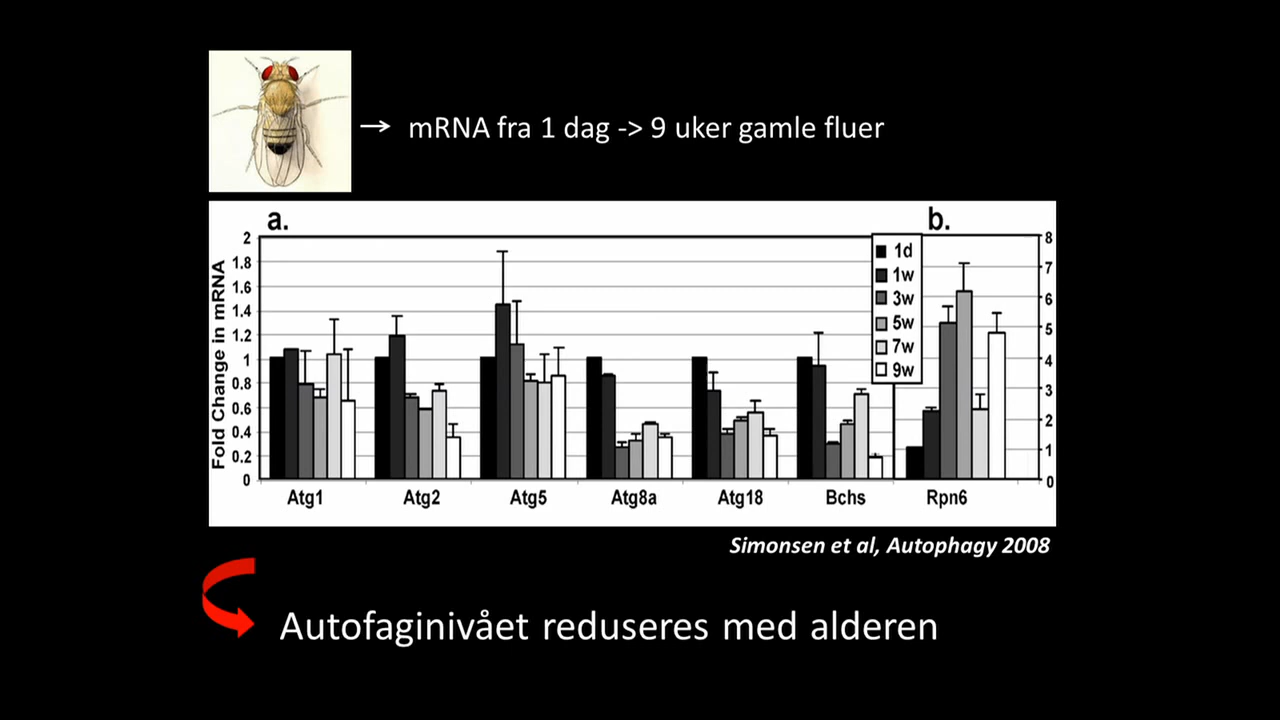 → mRNA fra 1 dag -> 9 uker gamle fluer
a.
b.
Fold Change in mRNA
2
1.8
1.6
1.4
1.2
1
0.8
0.6
0.4
0.2
0
1d
1w
3w
5w
7w
9w
8
7
6
5
4
3
2
1
0
Atg1 Atg2 Atg5 Atg8a Atg18 Bchs Rpn6
Simonsen et al, Autophagy 2008
Autofaginivået reduseres med alderen